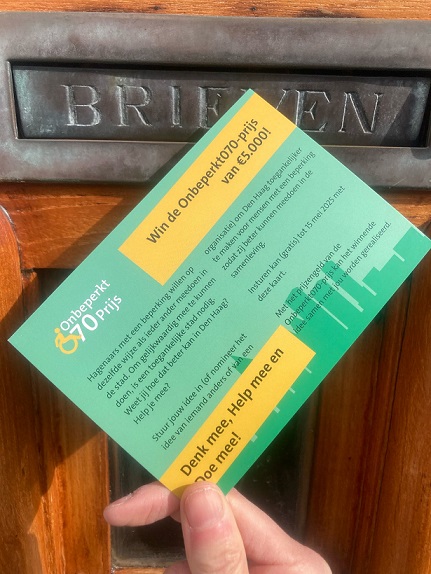 BRIEVEN
Onbeperkt
070
Prijs
Win de Onbeperkt070-prijs
van €5.000!
Hagenaars met een beperking willen op
dezelfde wijze als ieder ander meedoen in
de stad. Om gelijkwaardig mee te kunnen
doen, is een toegankelijke stad nodig.
Weet jij hoe dat beter kan in Den Haag?
Help je mee?
Stuur jouw idee in (of nomineer het
idee van iemand anders of van een
organisatie) om Den Haag toegankelijker
te maken voor mensen met een beperking
zodat zij beter kunnen meedoen in de
samenleving.
Insturen kan (gratis) tot 15 mei 2025 met
deze kaart.
Met het prijzengeld van de
Onbeperkt070-prijs kan het winnende
idee samen met jou worden gerealiseerd.
Denk mee, Help mee en
Doe mee!